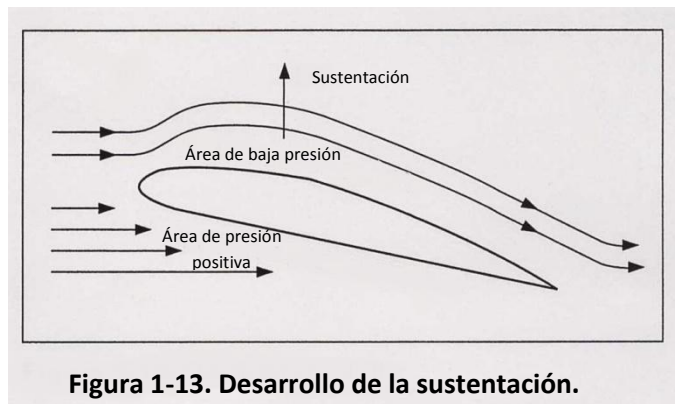 Sustentación
Área de baja presión
Área de presión
positiva
Figura 1-13. Desarrollo de la sustentación.